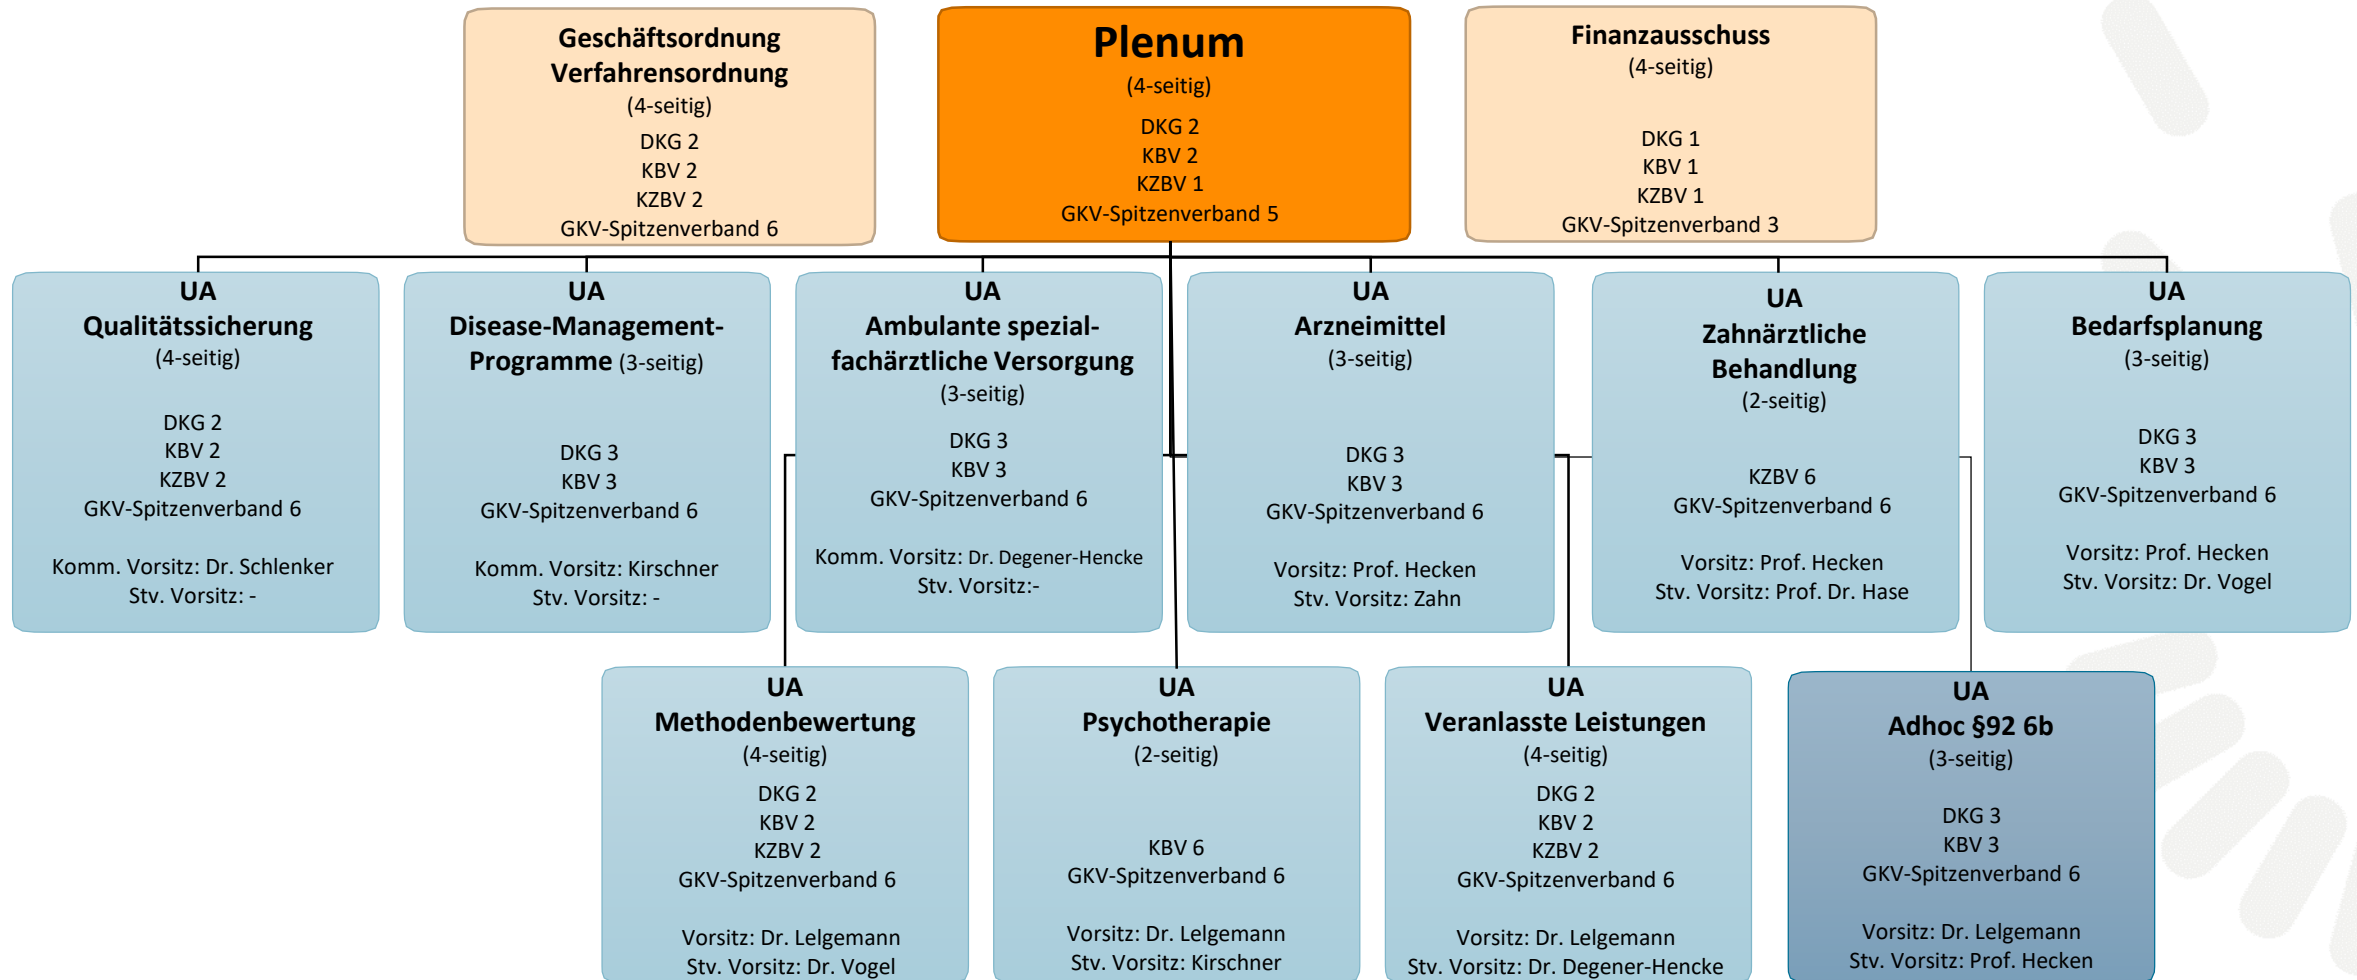 Geschäftsordnung
Verfahrensordnung
(4-seitig)
DKG 2
KBV 2
KZBV 2
GKV-Spitzenverband 6
Plenum
(4-seitig)
DKG 2
KBV 2
KZBV 1
GKV-Spitzenverband 5
Finanzausschuss
(4-seitig)
DKG 1
KBV 1
KZBV 1
GKV-Spitzenverband 3
UA
Qualitätssicherung
(4-seitig)
DKG 2
KBV 2
KZBV 2
GKV-Spitzenverband 6
Komm. Vorsitz: Dr. Schlenker
Stv. Vorsitz: -
UA
Disease-Management-
Programme (3-seitig)
DKG 3
KBV 3
GKV-Spitzenverband 6
Komm. Vorsitz: Kirschner
Stv. Vorsitz: -
UA
Ambulante spezial-
fachärztliche Versorgung
(3-seitig)
DKG 3
KBV 3
GKV-Spitzenverband 6
Komm. Vorsitz: Dr. Degener-Hencke
Stv. Vorsitz:-
UA
Arzneimittel
(3-seitig)
DKG 3
KBV 3
GKV-Spitzenverband 6
Vorsitz: Prof. Hecken
Stv. Vorsitz: Zahn
UA
Zahnärztliche
Behandlung
(2-seitig)
KZBV 6
GKV-Spitzenverband 6
Vorsitz: Prof. Hecken
Stv. Vorsitz: Prof. Dr. Hase
UA
Bedarfsplanung
(3-seitig)
DKG 3
KBV 3
GKV-Spitzenverband 6
Vorsitz: Prof. Hecken
Stv. Vorsitz: Dr. Vogel
UA
Methodenbewertung
(4-seitig)
DKG 2
KBV 2
KZBV 2
GKV-Spitzenverband 6
Vorsitz: Dr. Lelgemann
Stv. Vorsitz: Dr. Vogel
UA
Psychotherapie
(2-seitig)
KBV 6
GKV-Spitzenverband 6
Vorsitz: Dr. Lelgemann
Stv. Vorsitz: Kirschner
UA
Veranlasste Leistungen
(4-seitig)
DKG 2
KBV 2
KZBV 2
GKV-Spitzenverband 6
Vorsitz: Dr. Lelgemann
Stv. Vorsitz: Dr. Degener-Hencke
UA
Adhoc §92 6b
(3-seitig)
DKG 3
KBV 3
GKV-Spitzenverband 6
Vorsitz: Dr. Lelgemann
Stv. Vorsitz: Prof. Hecken